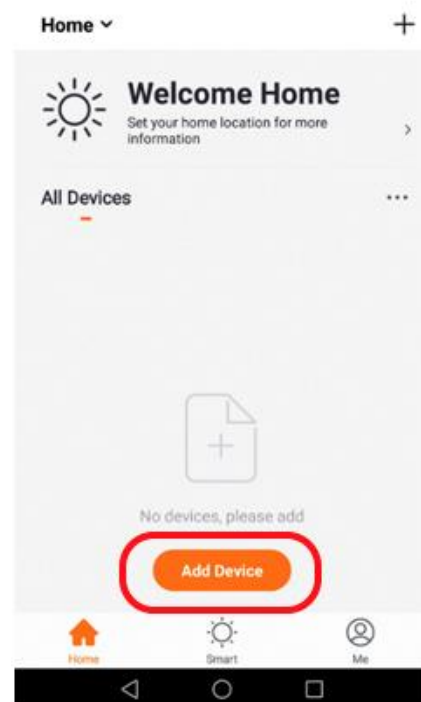 Home
Welcome Home
Set your home location for more
information
All Devices
No devices, please add
Add Device
Home
Smart
Me